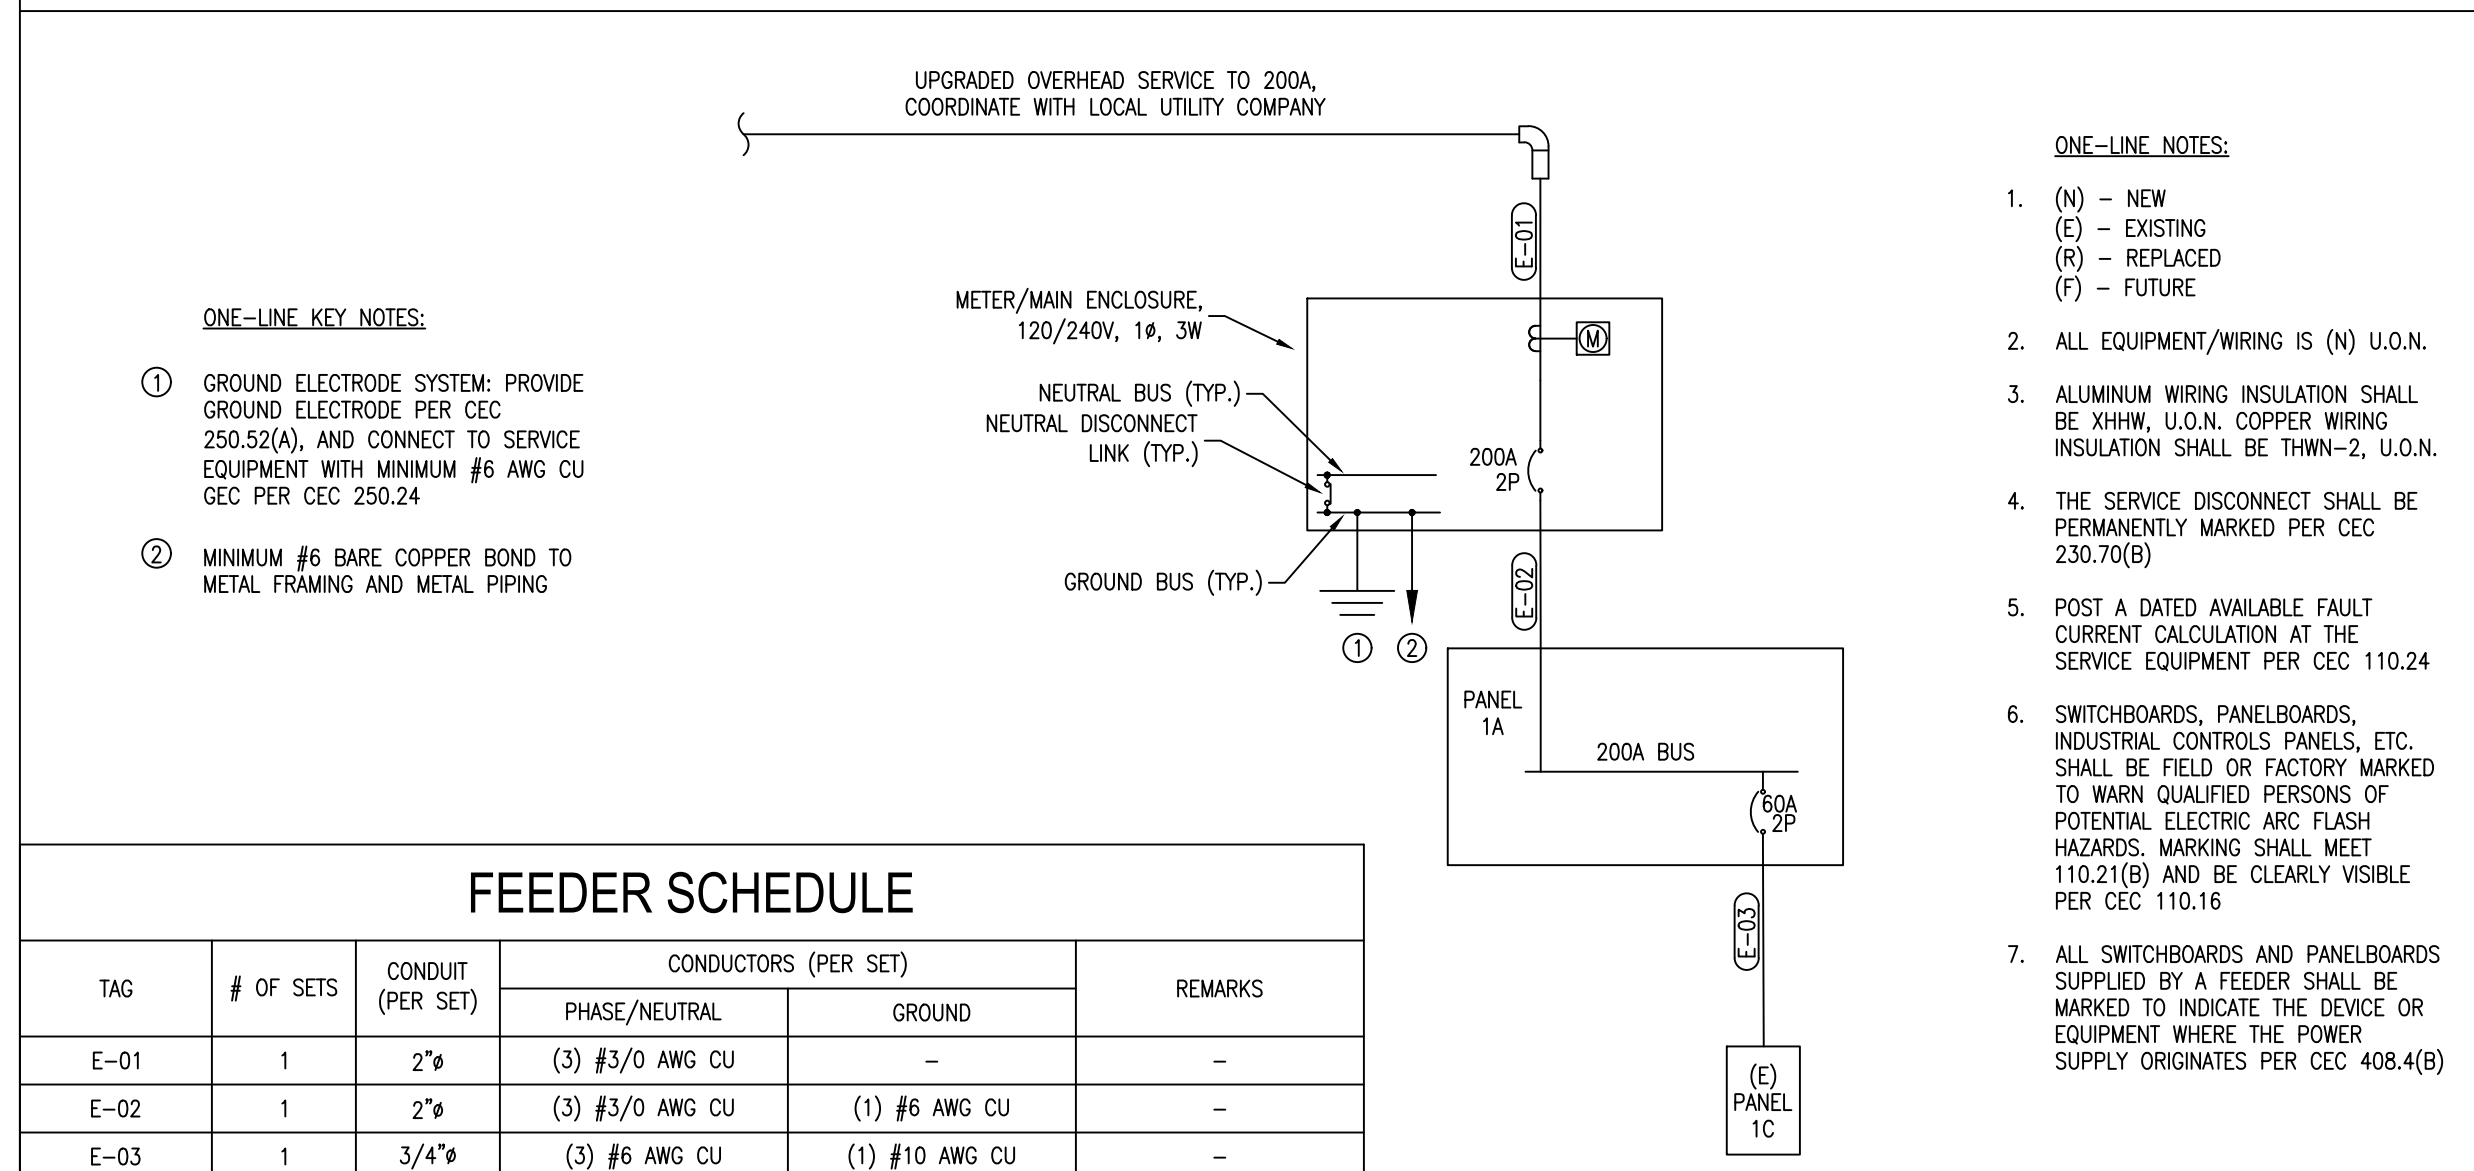 UPGRADED OVERHEAD SERVICE TO 200A,
COORDINATE WITH LOCAL UTILITY COMPANY
E-01
METER/MAIN ENCLOSURE,
120/240V, 1ø, 3W
M
NEUTRAL BUS (TYP.)
NEUTRAL DISCONNECT
LINK (TYP.)
200A
2P
GROUND BUS (TYP.)
1
2
E-02
PANEL
1A
200A BUS
60A
2P
E-03
(E)
PANEL
1C
ONE-LINE KEY NOTES:
1 GROUND ELECTRODE SYSTEM: PROVIDE
GROUND ELECTRODE PER CEC
250.52(A), AND CONNECT TO SERVICE
EQUIPMENT WITH MINIMUM #6 AWG CU
GEC PER CEC 250.24
2 MINIMUM #6 BARE COPPER BOND TO
METAL FRAMING AND METAL PIPING
ONE-LINE NOTES:
1. (N) - NEW
(E) - EXISTING
(R) - REPLACED
(F) - FUTURE
2. ALL EQUIPMENT/WIRING IS (N) U.O.N.
3. ALUMINUM WIRING INSULATION SHALL
BE XHHW, U.O.N. COPPER WIRING
INSULATION SHALL BE THWN-2, U.O.N.
4. THE SERVICE DISCONNECT SHALL BE
PERMANENTLY MARKED PER CEC
230.70(B)
5. POST A DATED AVAILABLE FAULT
CURRENT CALCULATION AT THE
SERVICE EQUIPMENT PER CEC 110.24
6. SWITCHBOARDS, PANELBOARDS,
INDUSTRIAL CONTROLS PANELS, ETC.
SHALL BE FIELD OR FACTORY MARKED
TO WARN QUALIFIED PERSONS OF
POTENTIAL ELECTRIC ARC FLASH
HAZARDS. MARKING SHALL MEET
110.21(B) AND BE CLEARLY VISIBLE
PER CEC 110.16
7. ALL SWITCHBOARDS AND PANELBOARDS
SUPPLIED BY A FEEDER SHALL BE
MARKED TO INDICATE THE DEVICE OR
EQUIPMENT WHERE THE POWER
SUPPLY ORIGINATES PER CEC 408.4(B)
FEEDER SCHEDULE
TAG # OF SETS CONDUIT (PER SET) CONDUCTORS (PER SET) REMARKS
PHASE/NEUTRAL GROUND
E-01 1 2"ø (3) #3/0 AWG CU - -
E-02 1 2"ø (3) #3/0 AWG CU (1) #6 AWG CU -
E-03 1 3/4"ø (3) #6 AWG CU (1) #10 AWG CU -